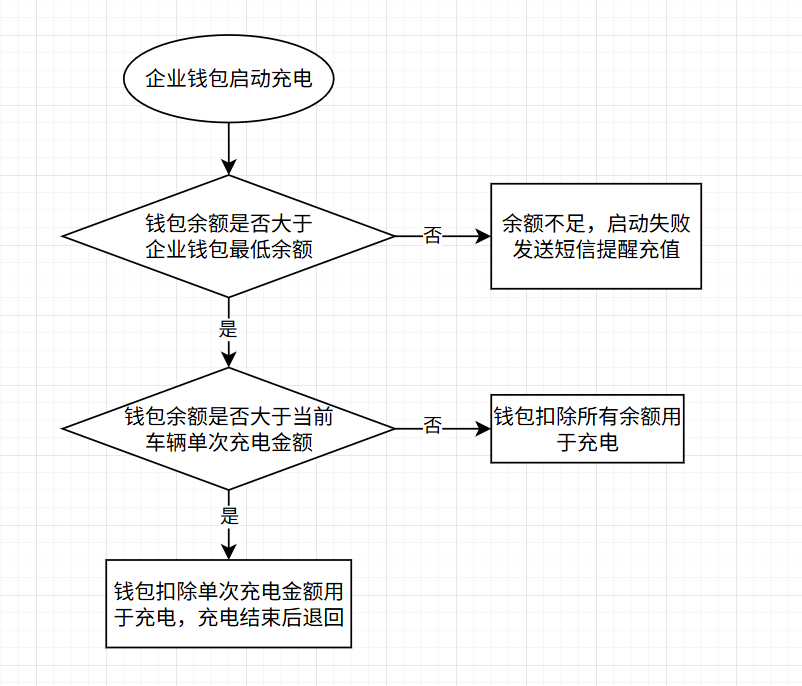 企业钱包启动充电
钱包余额是否大于
企业钱包最低余额
否
余额不足，启动失败
发送短信提醒充值
是
钱包余额是否大于当前
车辆单次充电金额
否
钱包扣除所有余额用
于充电
是
钱包扣除单次充电金额用
于充电，充电结束后退回